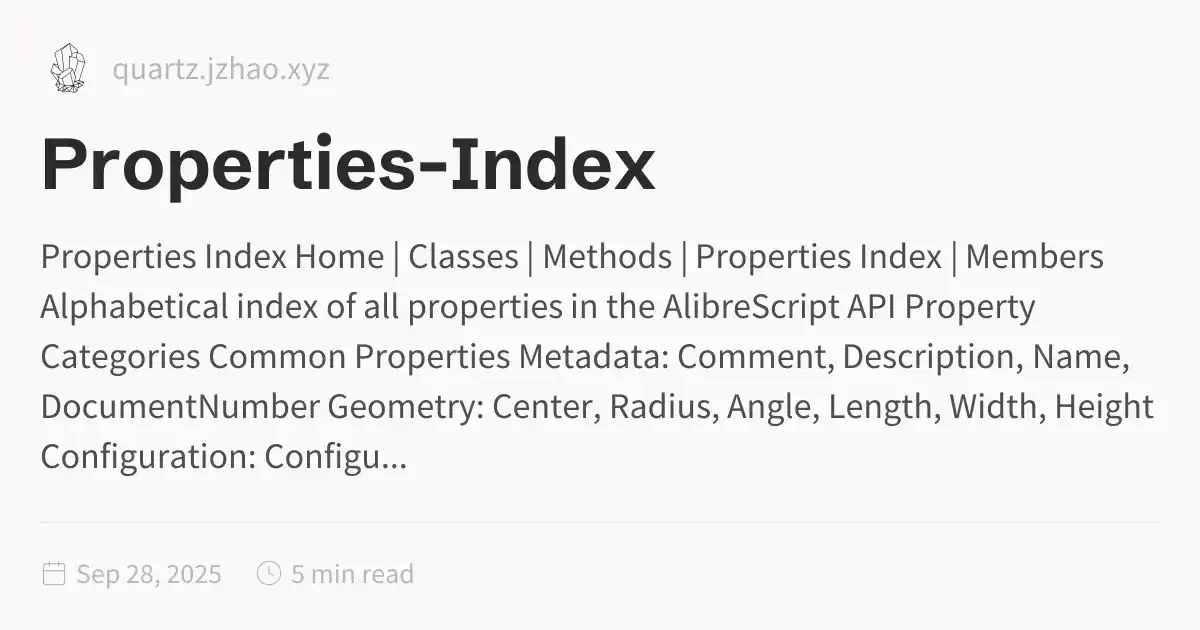 quartz.jzhao.xyz
Properties-Index
Properties Index Home | Classes | Methods | Properties Index | Members
Alphabetical index of all properties in the AlibreScript API Property
Categories Common Properties Metadata: Comment, Description, Name,
DocumentNumber Geometry: Center, Radius, Angle, Length, Width, Height
Configuration: Configu...
Sep 28, 2025 5 min read